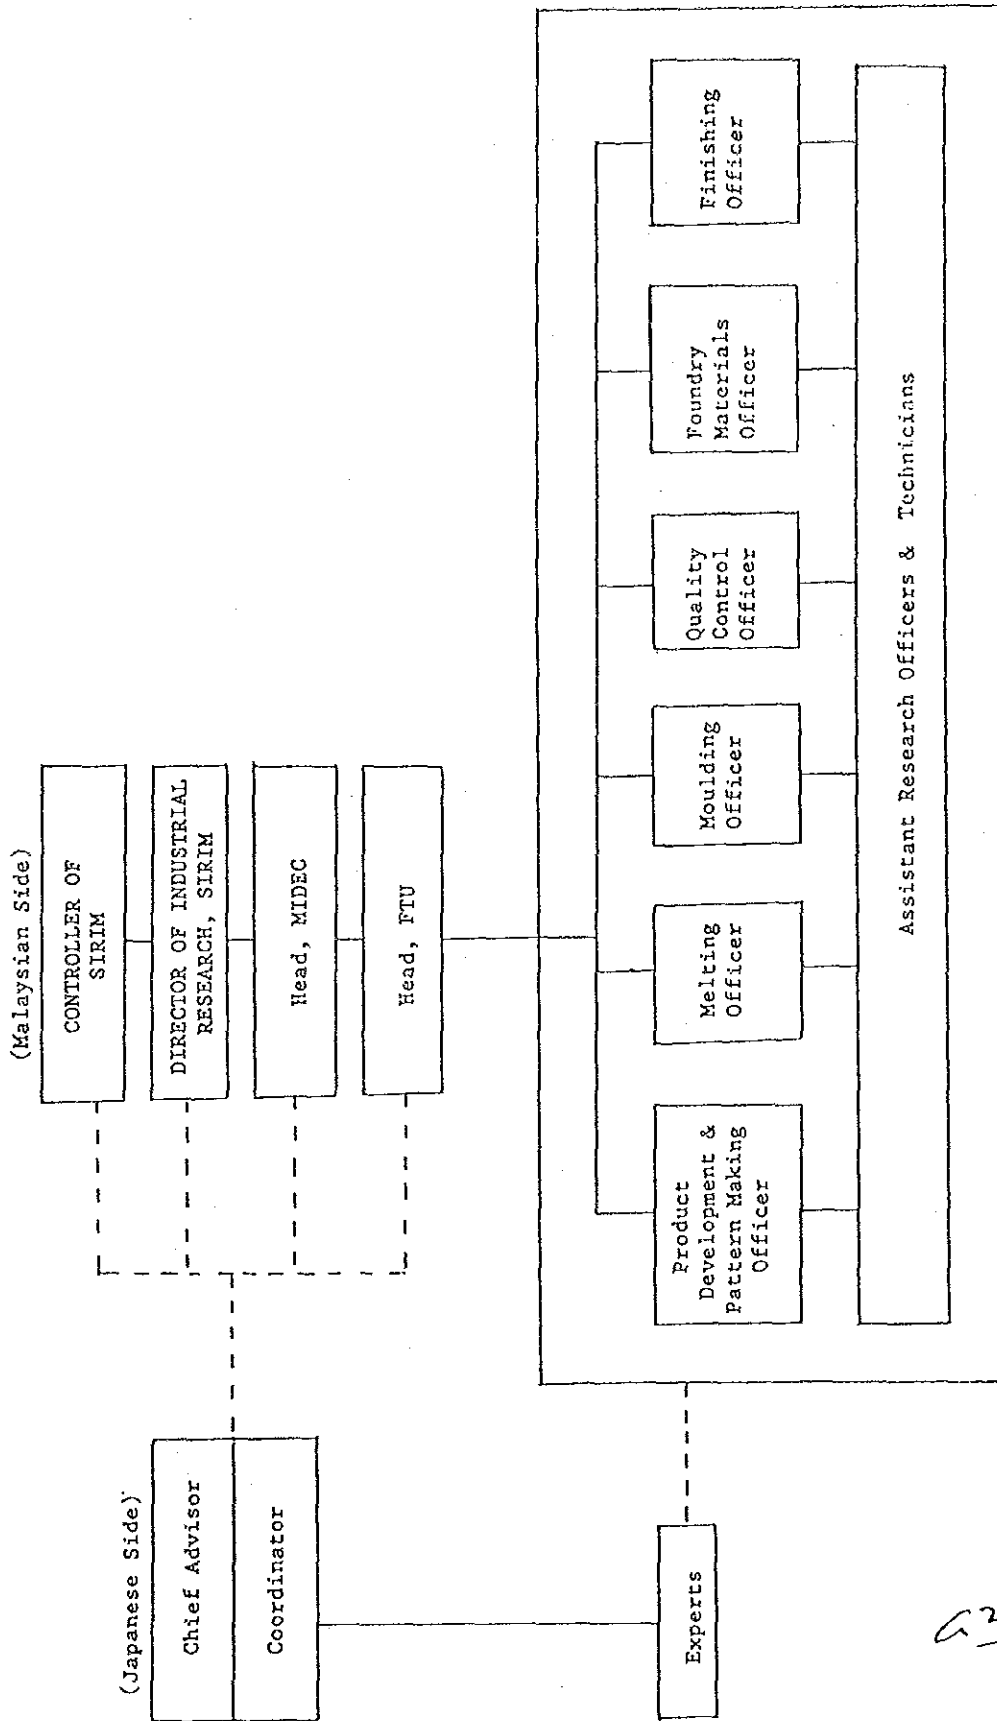 (Japanese Side)
Chief Advisor
Coordinator
Experts
(Malaysian Side)
CONTROLLER OF
SIRIM
DIRECTOR OF INDUSTRIAL
RESEARCH, SIRIM
Head, MIDEC
Head, FTU
Product
Development &
Pattern Making
Officer
Melting
Officer
Moulding
Officer
Quality
Control
Officer
Foundry
Materials
Officer
Finishing
Officer
Assistant Research Officers & Technicians